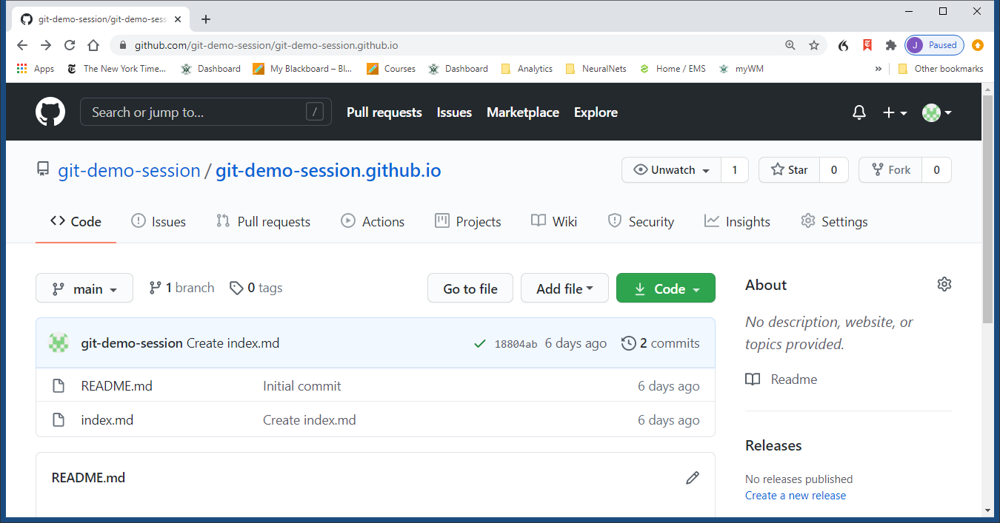 git-demo-session/git-demo-sess
github.com/git-demo-session/git-demo-session.github.io
J Paused
Apps The New York Time... Dashboard My Blackboard – Bl... Courses Dashboard Analytics NeuralNets Home / EMS myWM » Other bookmarks
Search or jump to... / Pull requests Issues Marketplace Explore
git-demo-session / git-demo-session.github.io Unwatch 1 Star 0 Fork 0
Code Issues Pull requests Actions Projects Wiki Security Insights Settings
main 1 branch 0 tags Go to file Add file Code
git-demo-session Create index.md 18804ab 6 days ago 2 commits
README.md Initial commit 6 days ago
index.md Create index.md 6 days ago
README.md
About
No description, website, or
topics provided.
Readme
Releases
No releases published
Create a new release